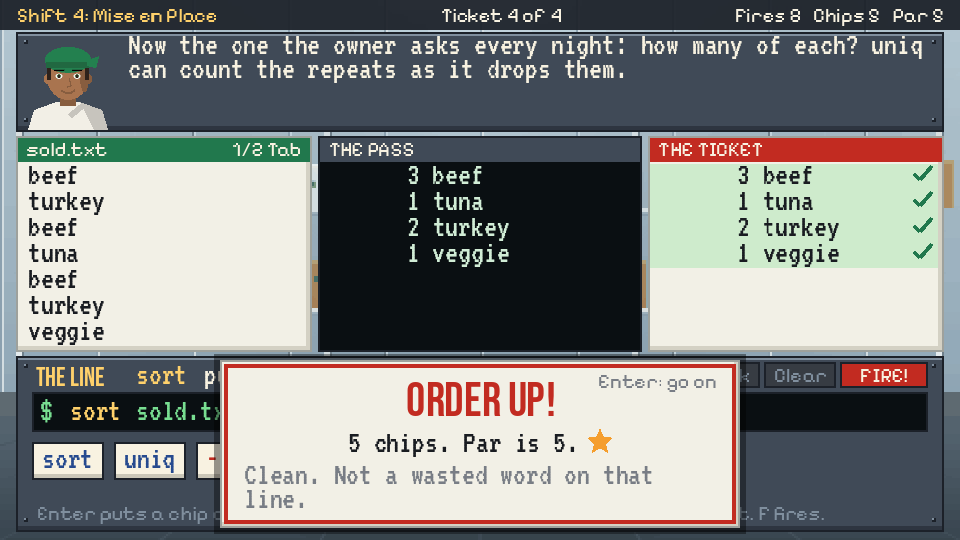 Shift 4: Mise en Place Ticket 4 of 4 Fires 8 Chips 8 Par 8
Now the one the owner asks every night: how many of each? uniq
can count the repeats as it drops them.
sold.txt 1/2 Tab
beef
turkey
beef
tuna
beef
turkey
veggie
THE PASS
3 beef
1 tuna
2 turkey
1 veggie
THE TICKET
3 beef
1 tuna
2 turkey
1 veggie
THE LINE sort Clear FIRE!
$ sort sold.tx
sort uniq
Enter puts a chip
ORDER UP!
Enter: go on
5 chips. Par is 5.
Clean. Not a wasted word on that
line.